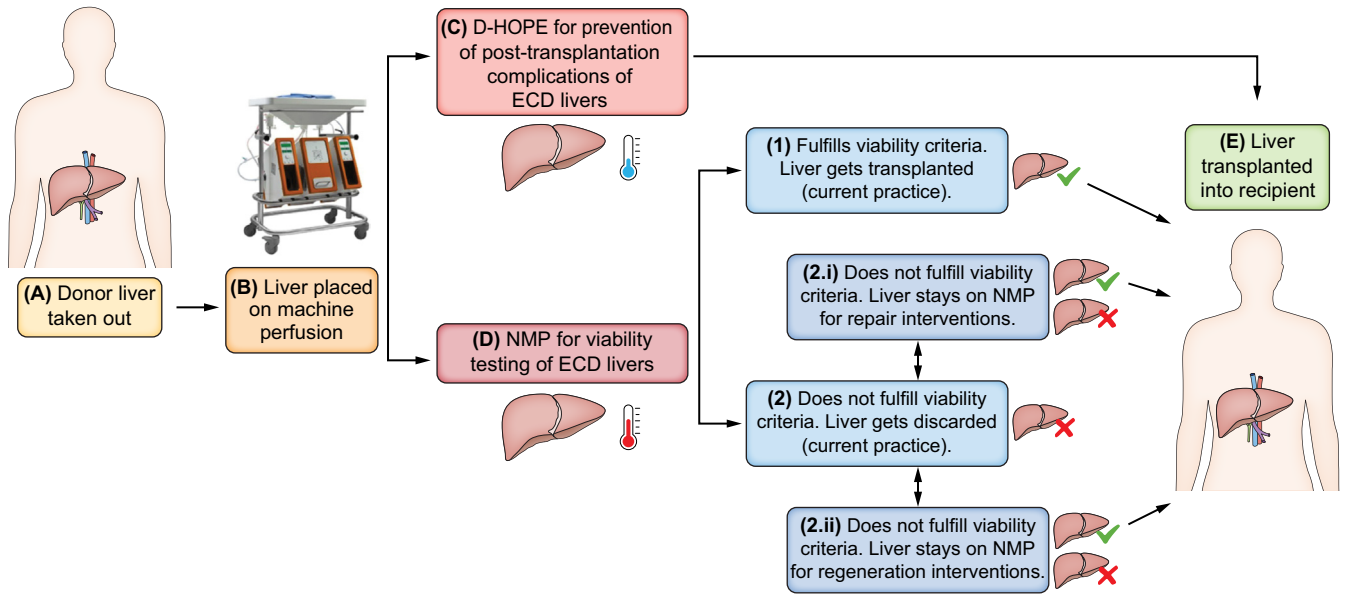 (A) Donor liver
taken out
(B) Liver placed
on machine
perfusion
(C) D-HOPE for prevention
of post-transplantation
complications of
ECD livers
(D) NMP for viability
testing of ECD livers
(1) Fulfills viability criteria.
Liver gets transplanted
(current practice).
(2.i) Does not fulfill viability
criteria. Liver stays on NMP
for repair interventions.
(2) Does not fulfill viability
criteria. Liver gets discarded
(current practice).
(2.ii) Does not fulfill viability
criteria. Liver stays on NMP
for regeneration interventions.
(E) Liver
transplanted
into recipient